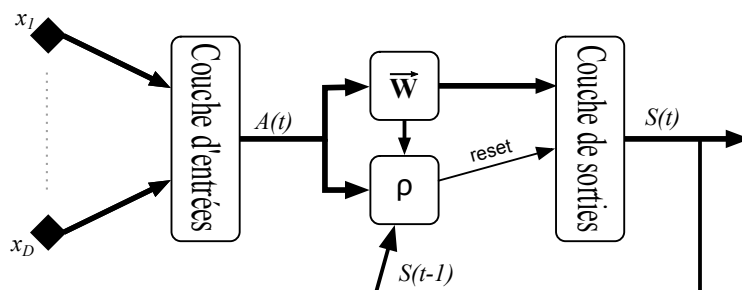 x1
xD
Couche d'entrées
A(t)
W
ρ
reset
S(t-1)
Couche de sorties
S(t)